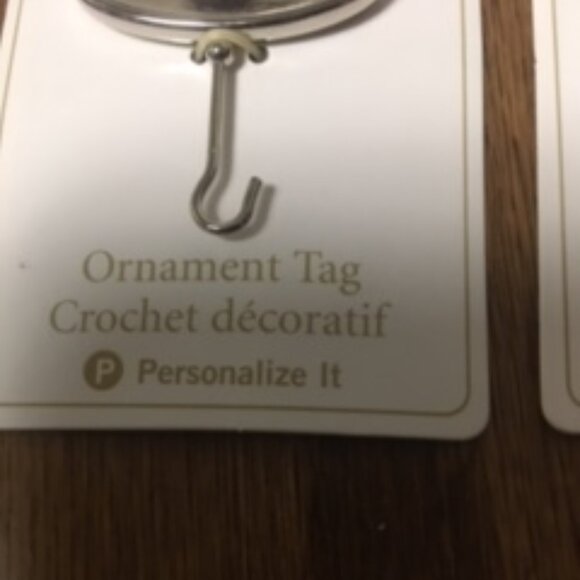 Ornament Tag
Crochet décoratif
P Personalize It